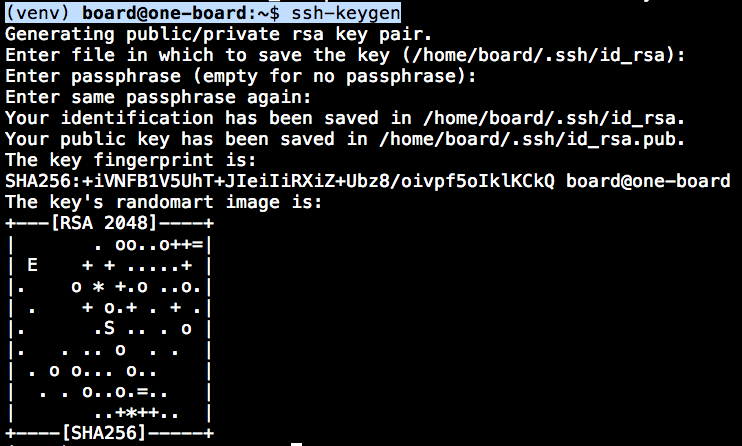 (venv) board@one-board:~$ ssh-keygen
Generating public/private rsa key pair.
Enter file in which to save the key (/home/board/.ssh/id_rsa):
Enter passphrase (empty for no passphrase):
Enter same passphrase again:
Your identification has been saved in /home/board/.ssh/id_rsa.
Your public key has been saved in /home/board/.ssh/id_rsa.pub.
The key fingerprint is:
SHA256:+iVNFB1V5UhT+JIeiIiRXiZ+Ubz8/oivpf5oIklKCkQ board@one-board
The key's randomart image is:
+---[RSA 2048]----+
|       . oo..o++=|
| E    + + .....+ |
|.    o * +.o ..o.|
| .    + o.+ . + .|
|.      .S .. . o |
|.   . .. o  . .  |
| . o o... o..    |
|  . . o..o.=..   |
|       ..+*++..  |
+----[SHA256]-----+